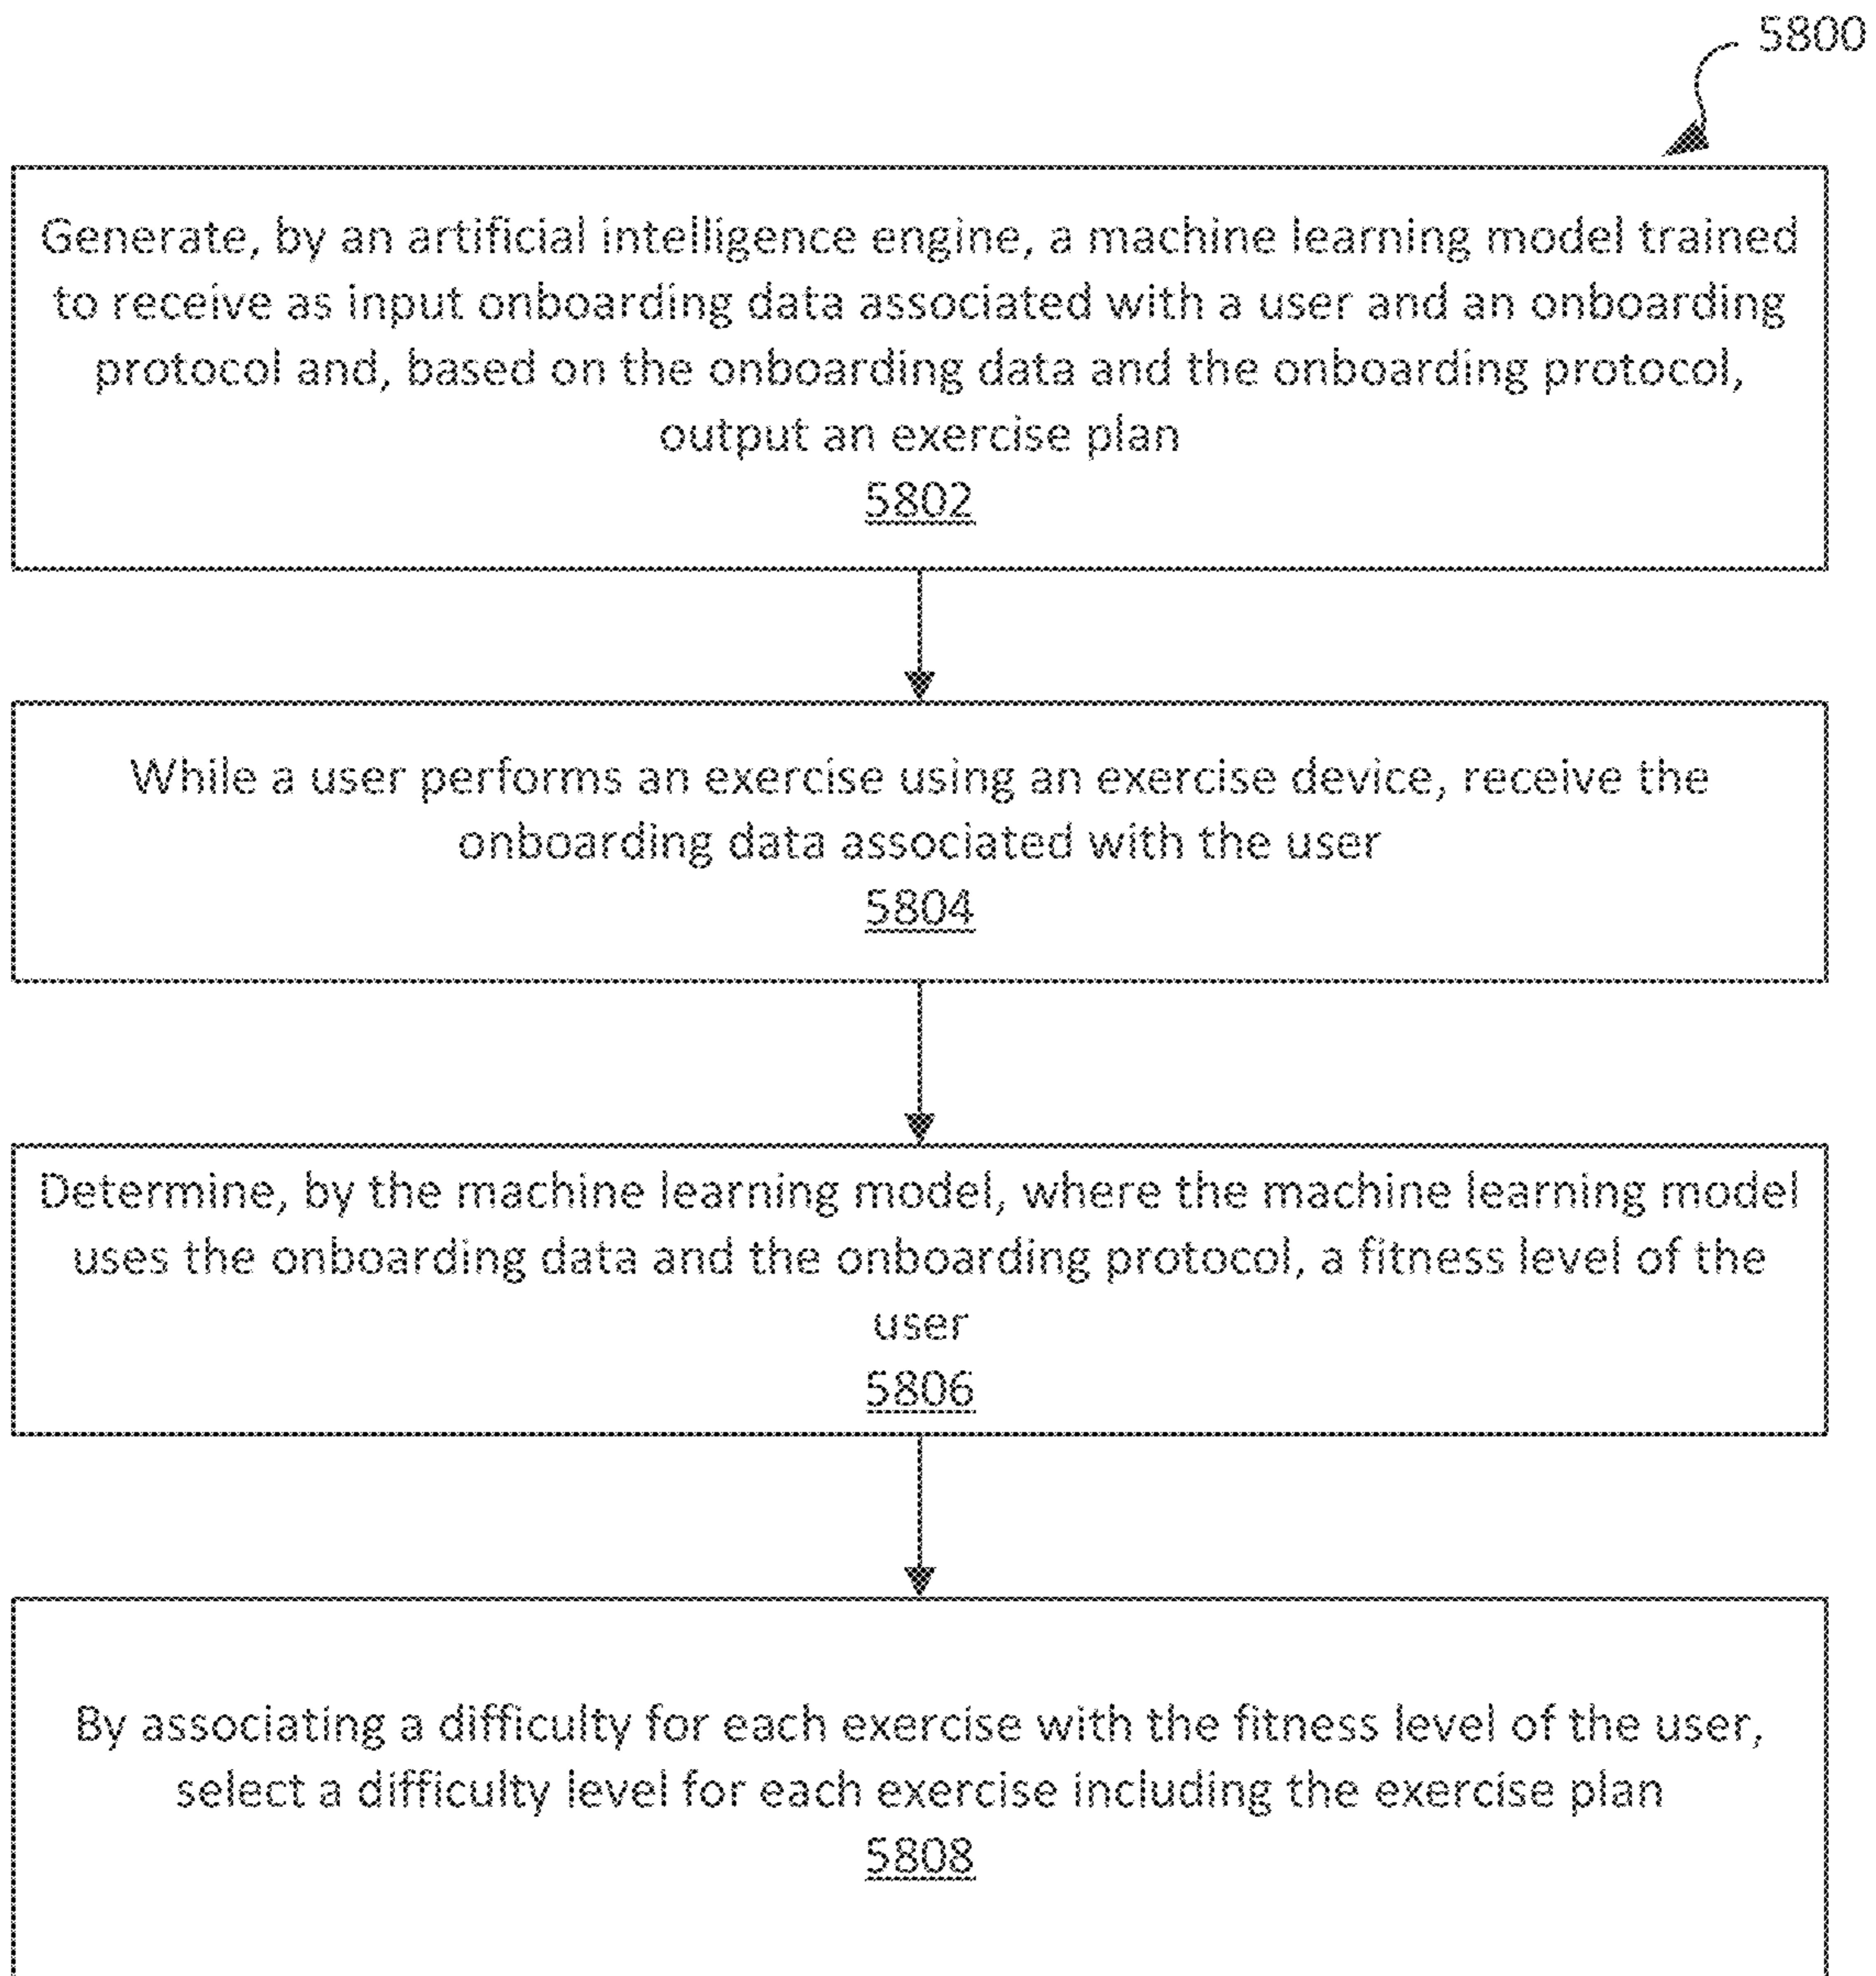 5800
Generate, by an artificial intelligence engine, a machine learning model trained
to receive as input onboarding data associated with a user and an onboarding
protocol and, based on the onboarding data and the onboarding protocol,
output an exercise plan
5802
While a user performs an exercise using an exercise device, receive the
onboarding data associated with the user
5804
Determine, by the machine learning model, where the machine learning model
uses the onboarding data and the onboarding protocol, a fitness level of the
user
5806
By associating a difficulty for each exercise with the fitness level of the user,
select a difficulty level for each exercise including the exercise plan
5808